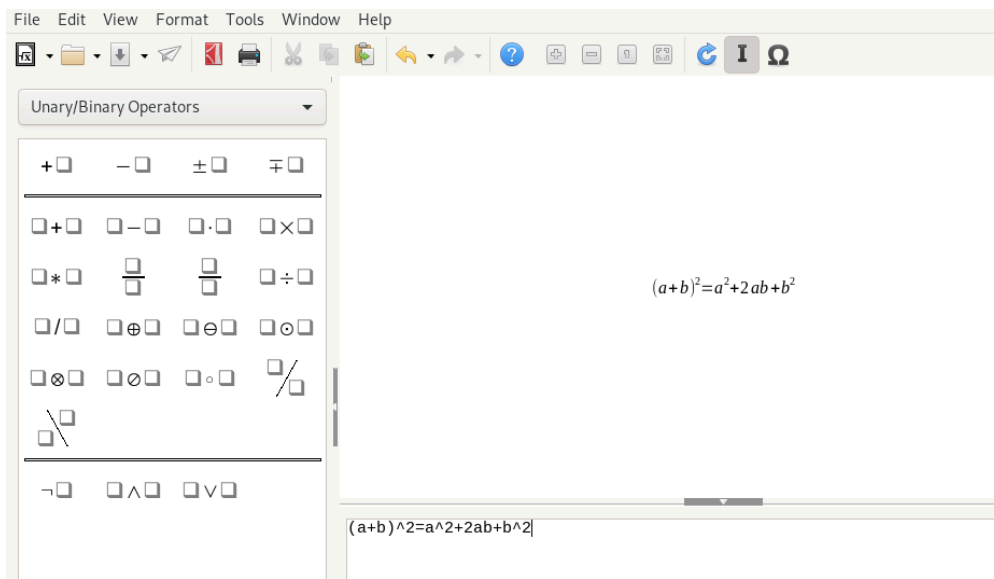 File Edit View Format Tools Window Help
Unary/Binary Operators
+□ −□ ±□ ∓□
□+□ □−□ □·□ □×□
□∗□ □/□ □/□ □÷□
□/□ □⊕□ □⊖□ □⊙□
□⊗□ □⊘□ □∘□ □╱□
□╲□
¬□ □∧□ □∨□
(a+b)²=a²+2ab+b²
(a+b)^2=a^2+2ab+b^2